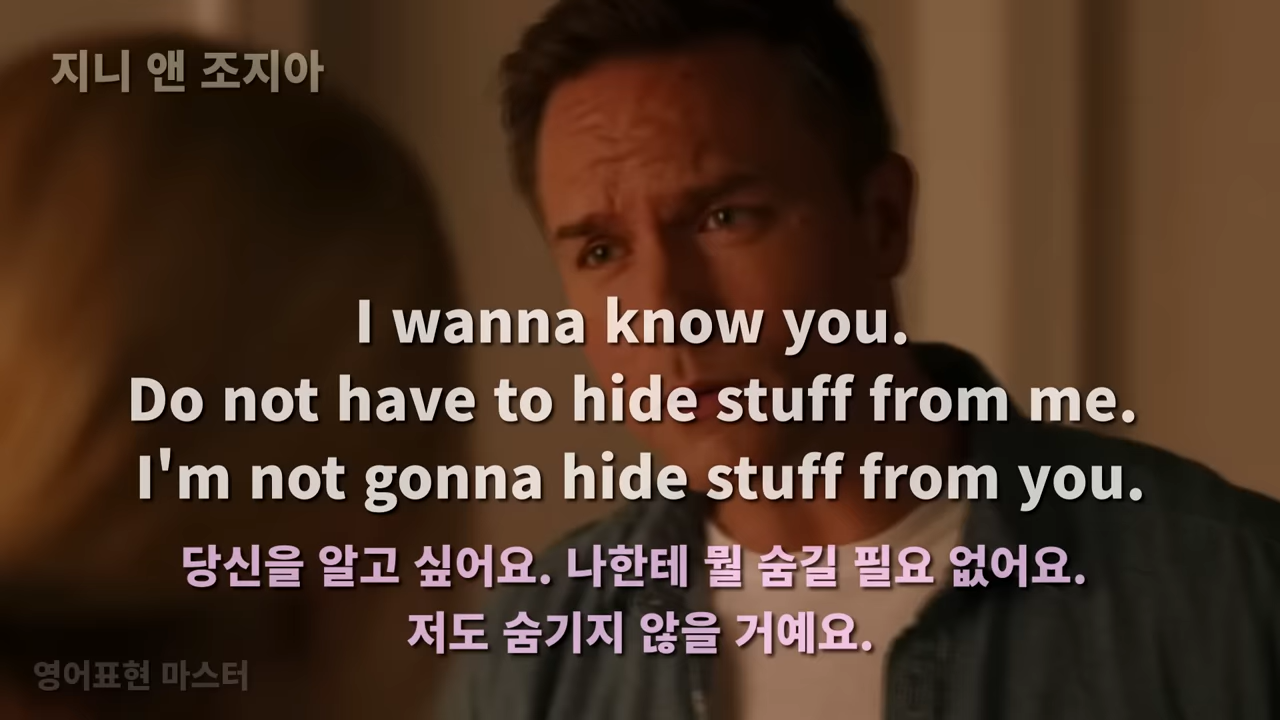 지니 앤 조지아
I wanna know you.
Do not have to hide stuff from me.
I'm not gonna hide stuff from you.
당신을 알고 싶어요. 나한테 뭘 숨길 필요 없어요.
저도 숨기지 않을 거예요.
영어표현 마스터